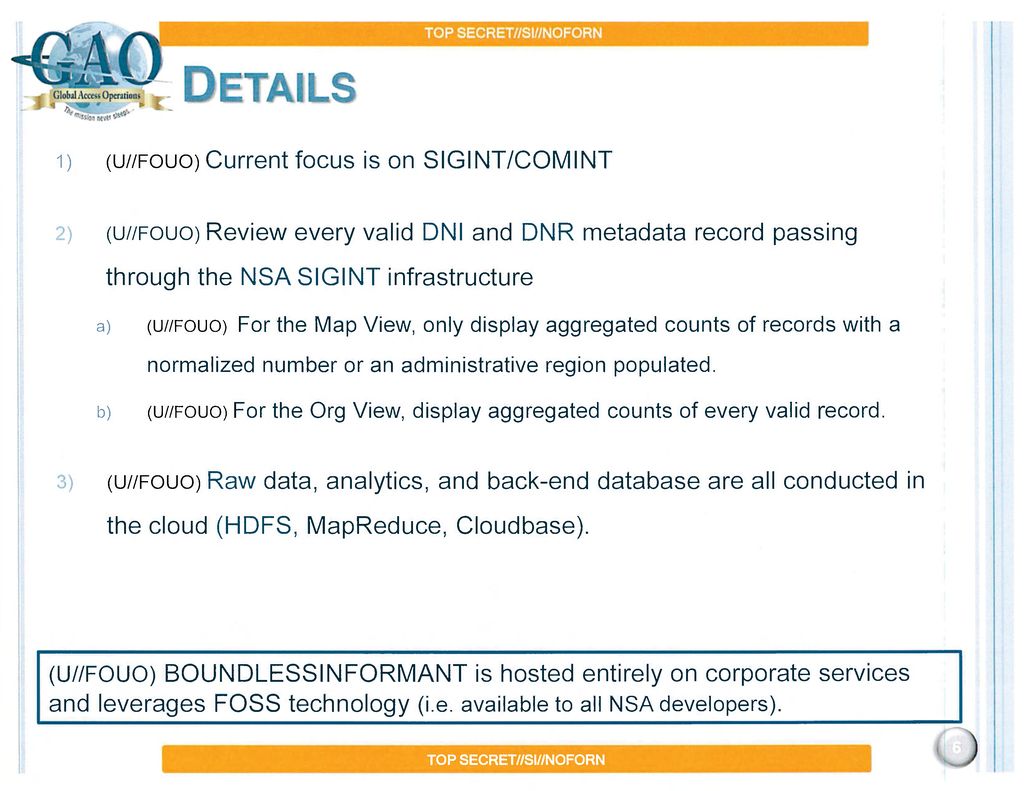 TOP SECRET//SI//NOFORN
GAO
Global Access Operations
The mission never sleeps...
DETAILS
1) (U//FOUO) Current focus is on SIGINT/COMINT
2) (U//FOUO) Review every valid DNI and DNR metadata record passing
through the NSA SIGINT infrastructure
a) (U//FOUO) For the Map View, only display aggregated counts of records with a
normalized number or an administrative region populated.
b) (U//FOUO) For the Org View, display aggregated counts of every valid record.
3) (U//FOUO) Raw data, analytics, and back-end database are all conducted in
the cloud (HDFS, MapReduce, Cloudbase).
(U//FOUO) BOUNDLESSINFORMANT is hosted entirely on corporate services
and leverages FOSS technology (i.e. available to all NSA developers).
TOP SECRET//SI//NOFORN
6